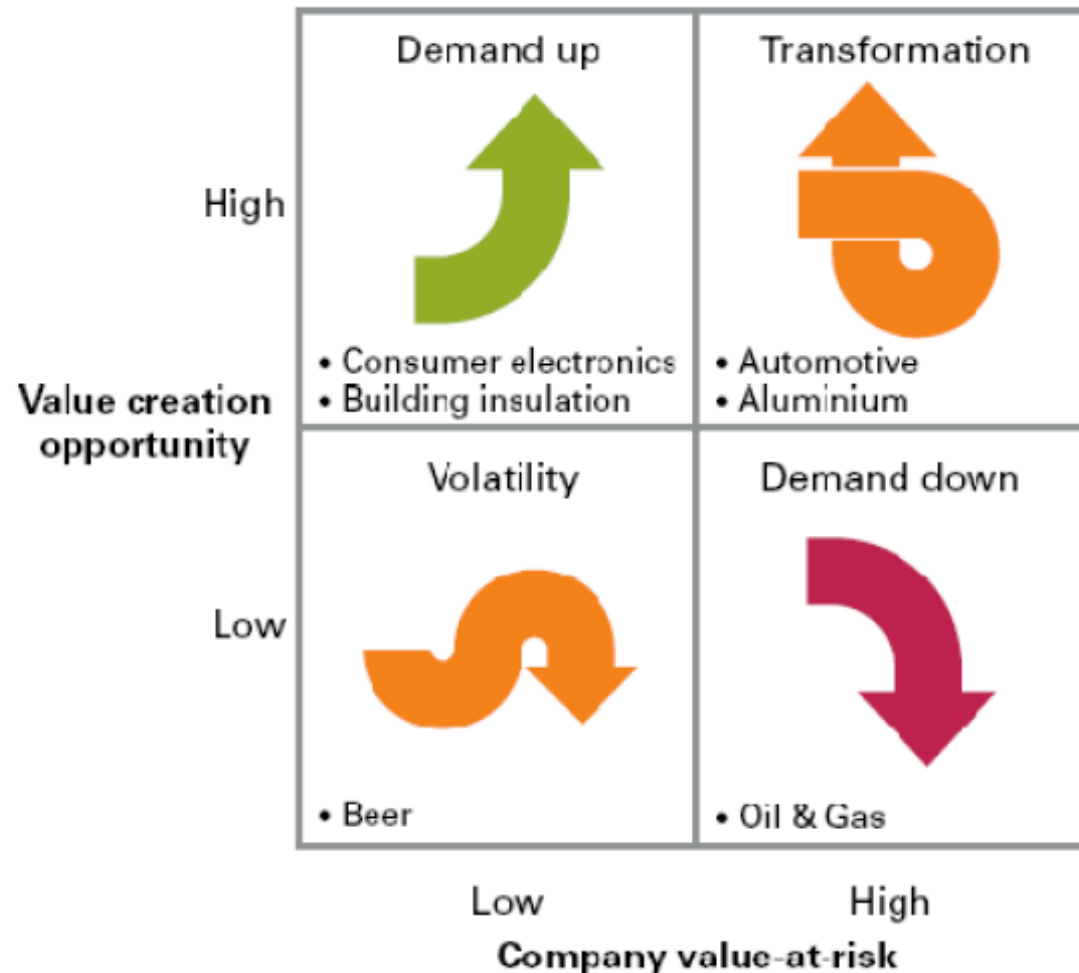 Demand up
Transformation
High
• Consumer electronics
• Building insulation
• Automotive
• Aluminium
Value creation
opportunity
Volatility
Demand down
Low
• Beer
• Oil & Gas
Low
High
Company value-at-risk